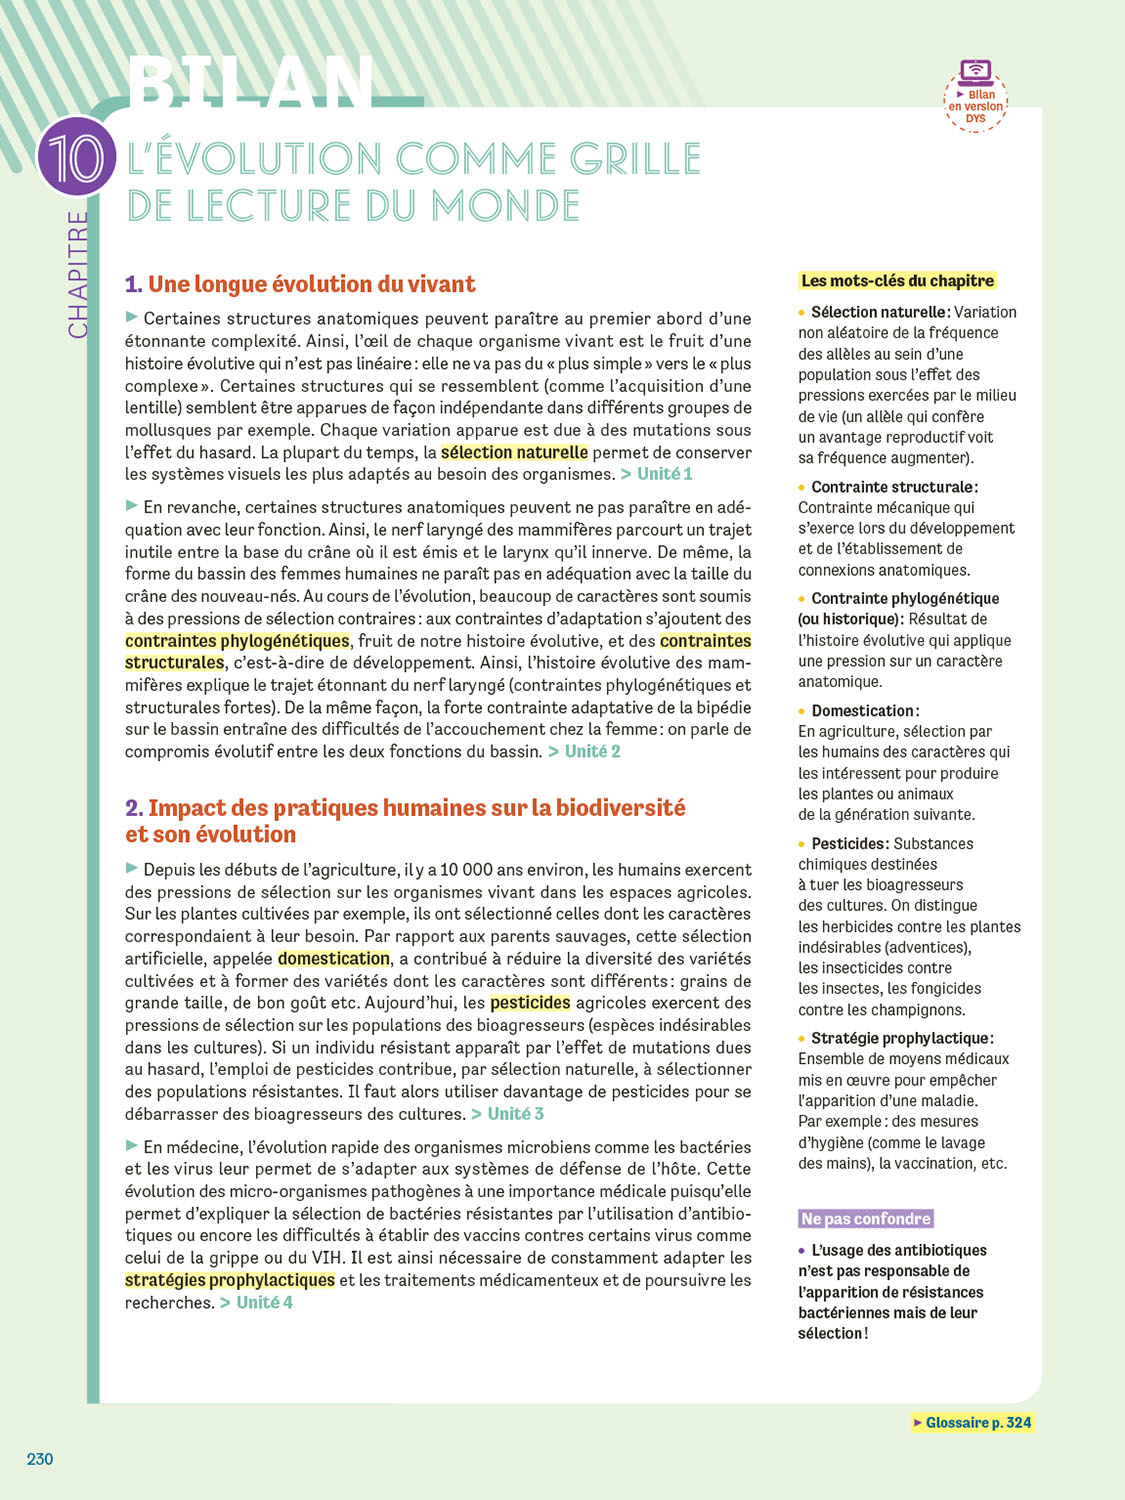 BILAN
▸ Bilan
en version
DYS
10
CHAPITRE
L'ÉVOLUTION COMME GRILLE
DE LECTURE DU MONDE
1. Une longue évolution du vivant
▶ Certaines structures anatomiques peuvent paraître au premier abord d'une
étonnante complexité. Ainsi, l'œil de chaque organisme vivant est le fruit d'une
histoire évolutive qui n'est pas linéaire : elle ne va pas du « plus simple » vers le « plus
complexe ». Certaines structures qui se ressemblent (comme l'acquisition d'une
lentille) semblent être apparues de façon indépendante dans différents groupes de
mollusques par exemple. Chaque variation apparue est due à des mutations sous
l'effet du hasard. La plupart du temps, la sélection naturelle permet de conserver
les systèmes visuels les plus adaptés au besoin des organismes. > Unité 1
▶ En revanche, certaines structures anatomiques peuvent ne pas paraître en adé-
quation avec leur fonction. Ainsi, le nerf laryngé des mammifères parcourt un trajet
inutile entre la base du crâne où il est émis et le larynx qu'il innerve. De même, la
forme du bassin des femmes humaines ne paraît pas en adéquation avec la taille du
crâne des nouveau-nés. Au cours de l'évolution, beaucoup de caractères sont soumis
à des pressions de sélection contraires : aux contraintes d'adaptation s'ajoutent des
contraintes phylogénétiques, fruit de notre histoire évolutive, et des contraintes
structurales, c'est-à-dire de développement. Ainsi, l'histoire évolutive des mam-
mifères explique le trajet étonnant du nerf laryngé (contraintes phylogénétiques et
structurales fortes). De la même façon, la forte contrainte adaptative de la bipédie
sur le bassin entraîne des difficultés de l'accouchement chez la femme : on parle de
compromis évolutif entre les deux fonctions du bassin. > Unité 2
2. Impact des pratiques humaines sur la biodiversité
et son évolution
▶ Depuis les débuts de l'agriculture, il y a 10 000 ans environ, les humains exercent
des pressions de sélection sur les organismes vivant dans les espaces agricoles.
Sur les plantes cultivées par exemple, ils ont sélectionné celles dont les caractères
correspondaient à leur besoin. Par rapport aux parents sauvages, cette sélection
artificielle, appelée domestication, a contribué à réduire la diversité des variétés
cultivées et à former des variétés dont les caractères sont différents : grains de
grande taille, de bon goût etc. Aujourd'hui, les pesticides agricoles exercent des
pressions de sélection sur les populations des bioagresseurs (espèces indésirables
dans les cultures). Si un individu résistant apparaît par l'effet de mutations dues
au hasard, l'emploi de pesticides contribue, par sélection naturelle, à sélectionner
des populations résistantes. Il faut alors utiliser davantage de pesticides pour se
débarrasser des bioagresseurs des cultures. > Unité 3
▶ En médecine, l'évolution rapide des organismes microbiens comme les bactéries
et les virus leur permet de s'adapter aux systèmes de défense de l'hôte. Cette
évolution des micro-organismes pathogènes à une importance médicale puisqu'elle
permet d'expliquer la sélection de bactéries résistantes par l'utilisation d'antibio-
tiques ou encore les difficultés à établir des vaccins contres certains virus comme
celui de la grippe ou du VIH. Il est ainsi nécessaire de constamment adapter les
stratégies prophylactiques et les traitements médicamenteux et de poursuivre les
recherches. > Unité 4
Les mots-clés du chapitre
• Sélection naturelle : Variation
non aléatoire de la fréquence
des allèles au sein d'une
population sous l'effet des
pressions exercées par le milieu
de vie (un allèle qui confère
un avantage reproductif voit
sa fréquence augmenter).
• Contrainte structurale :
Contrainte mécanique qui
s'exerce lors du développement
et de l'établissement de
connexions anatomiques.
• Contrainte phylogénétique
(ou historique) : Résultat de
l'histoire évolutive qui applique
une pression sur un caractère
anatomique.
• Domestication :
En agriculture, sélection par
les humains des caractères qui
les intéressent pour produire
les plantes ou animaux
de la génération suivante.
• Pesticides : Substances
chimiques destinées
à tuer les bioagresseurs
des cultures. On distingue
les herbicides contre les plantes
indésirables (adventices),
les insecticides contre
les insectes, les fongicides
contre les champignons.
• Stratégie prophylactique :
Ensemble de moyens médicaux
mis en œuvre pour empêcher
l'apparition d'une maladie.
Par exemple : des mesures
d'hygiène (comme le lavage
des mains), la vaccination, etc.
Ne pas confondre
• L'usage des antibiotiques
n'est pas responsable de
l'apparition de résistances
bactériennes mais de leur
sélection !
▸ Glossaire p. 324
230